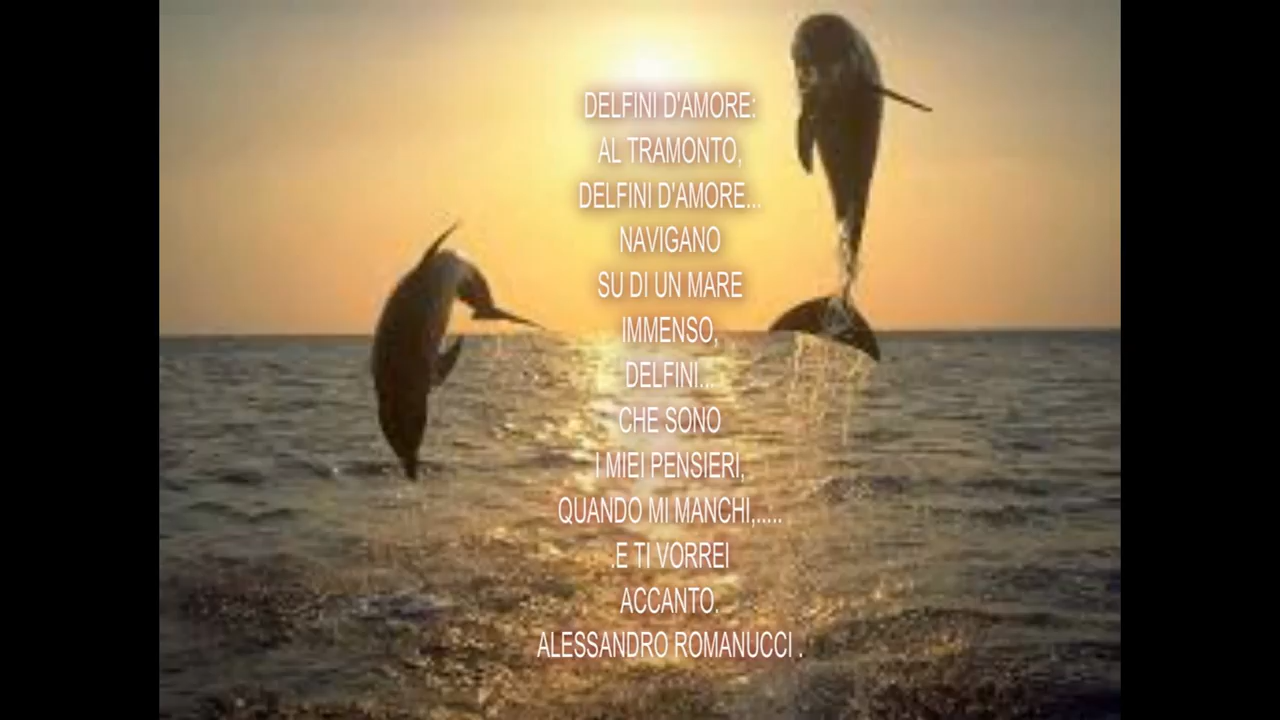 DELFINI D'AMORE:
AL TRAMONTO,
DELFINI D'AMORE...
NAVIGANO
SU DI UN MARE
IMMENSO,
DELFINI...
CHE SONO
I MIEI PENSIERI,
QUANDO MI MANCHI,.....
.E TI VORREI
ACCANTO.
ALESSANDRO ROMANUCCI .